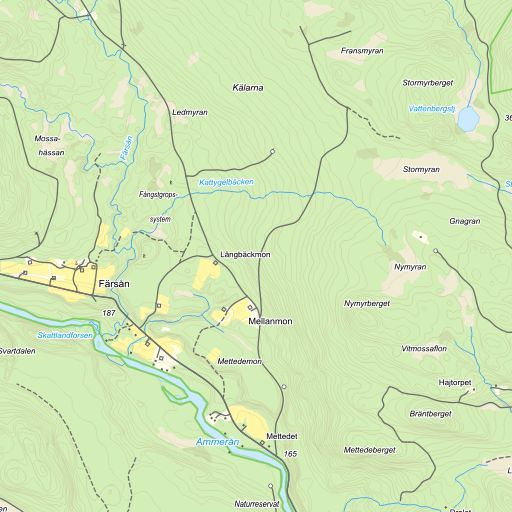 Fransmyran
Stormyrberget
Kälarna
Vattenbergstj.
Ledmyran
36
Färsån
Mossa-
hässan
Stormyran
Kattygelbäcken
Fångstgrops-
system
Gnagran
Långbäckmon
Nymyran
Färsån
187
Nymyrberget
Mellanmon
Skattlandforsen
Vitmossaflon
Svartdalen
Mettedemon
Hajtorpet
Bräntberget
Ammerån
Mettedet
165
Mettedeberget
Naturreservat